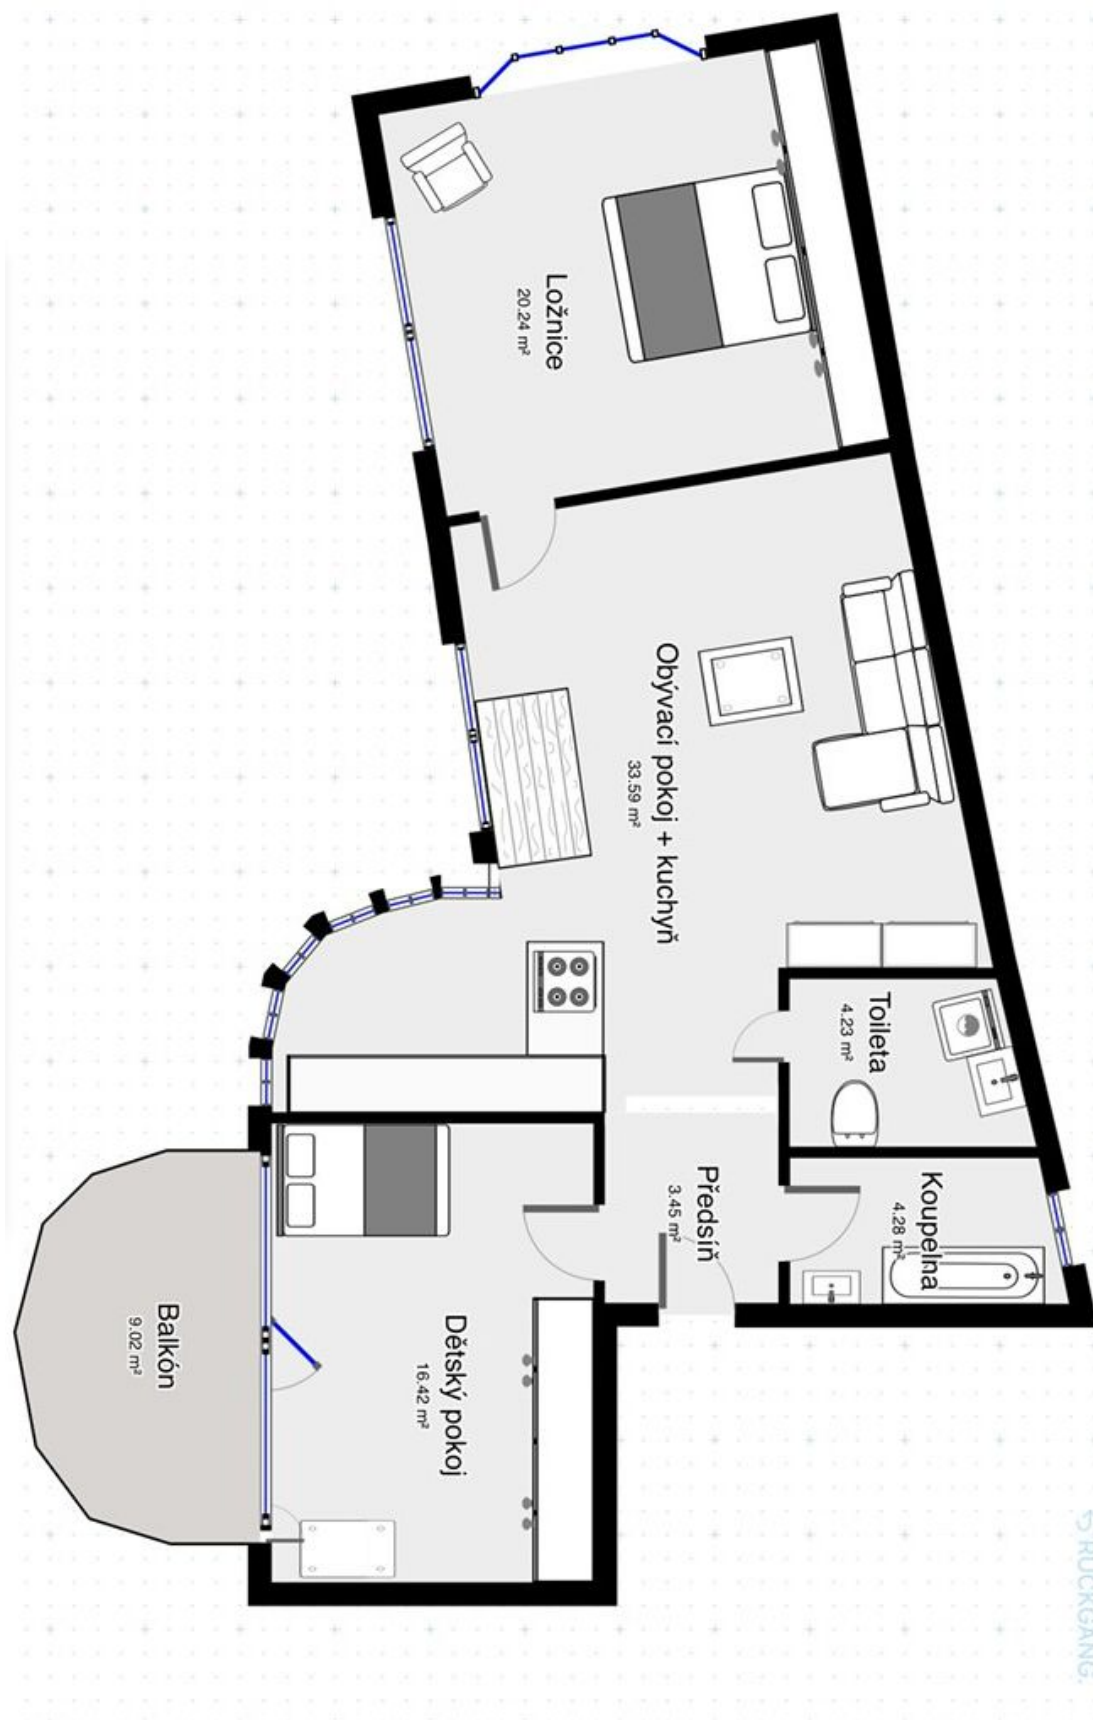 Ložnice
20.24 m²
Obývací pokoj + kuchyň
33.59 m²
Toileta
4.23 m²
Koupelna
4.28 m²
Předsíň
3.45 m²
Dětský pokoj
16.42 m²
Balkón
9.02 m²
RÜCKGÄNG.